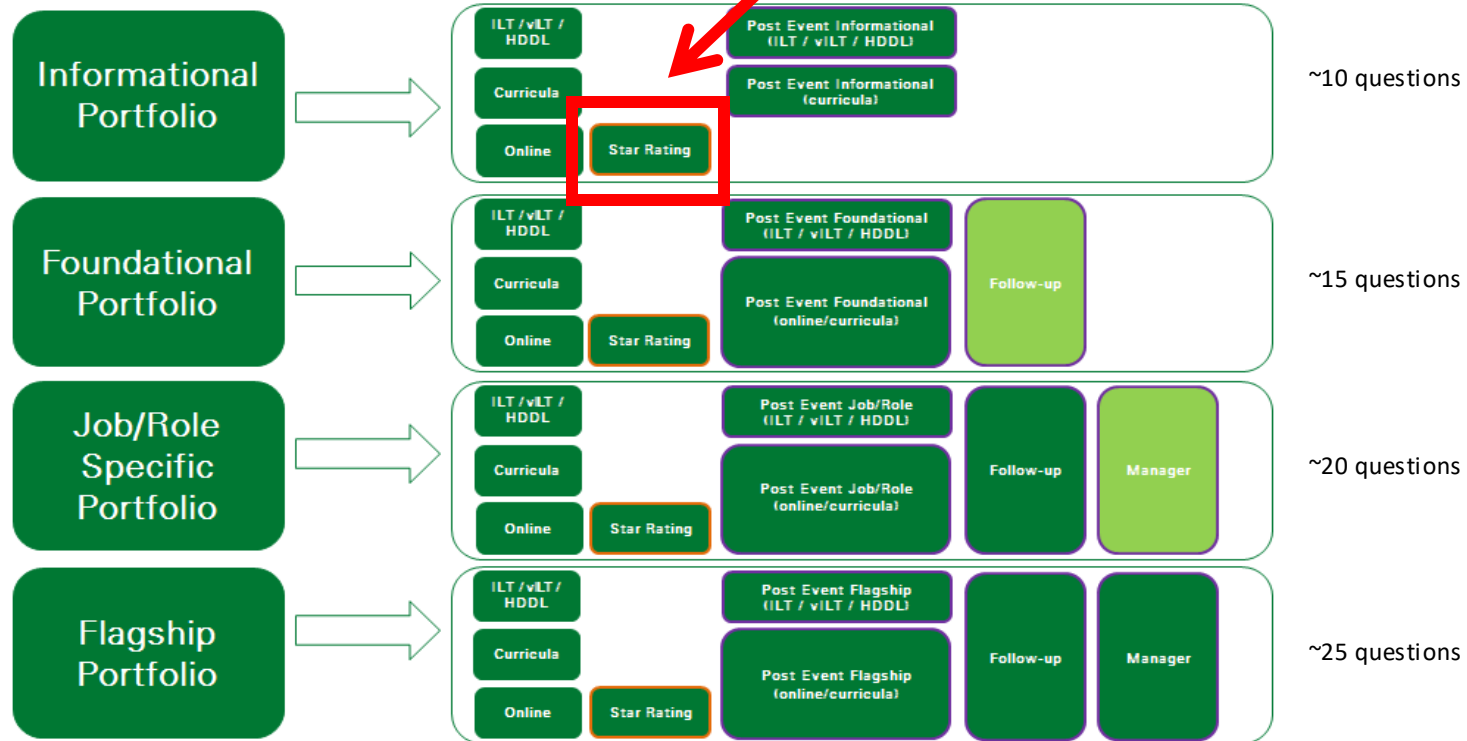 Informational
Portfolio
ILT / vILT /
HDDL
Curricula
Online
Star Rating
Post Event Informational
(ILT / vILT / HDDL)
Post Event Informational
(curricula)
~10 questions
Foundational
Portfolio
ILT / vILT /
HDDL
Curricula
Online
Star Rating
Post Event Foundational
(ILT / vILT / HDDL)
Post Event Foundational
(online/curricula)
Follow-up
~15 questions
Job/Role
Specific
Portfolio
ILT / vILT /
HDDL
Curricula
Online
Star Rating
Post Event Job/Role
(ILT / vILT / HDDL)
Post Event Job/Role
(online/curricula)
Follow-up
Manager
~20 questions
Flagship
Portfolio
ILT / vILT /
HDDL
Curricula
Online
Star Rating
Post Event Flagship
(ILT / vILT / HDDL)
Post Event Flagship
(online/curricula)
Follow-up
Manager
~25 questions